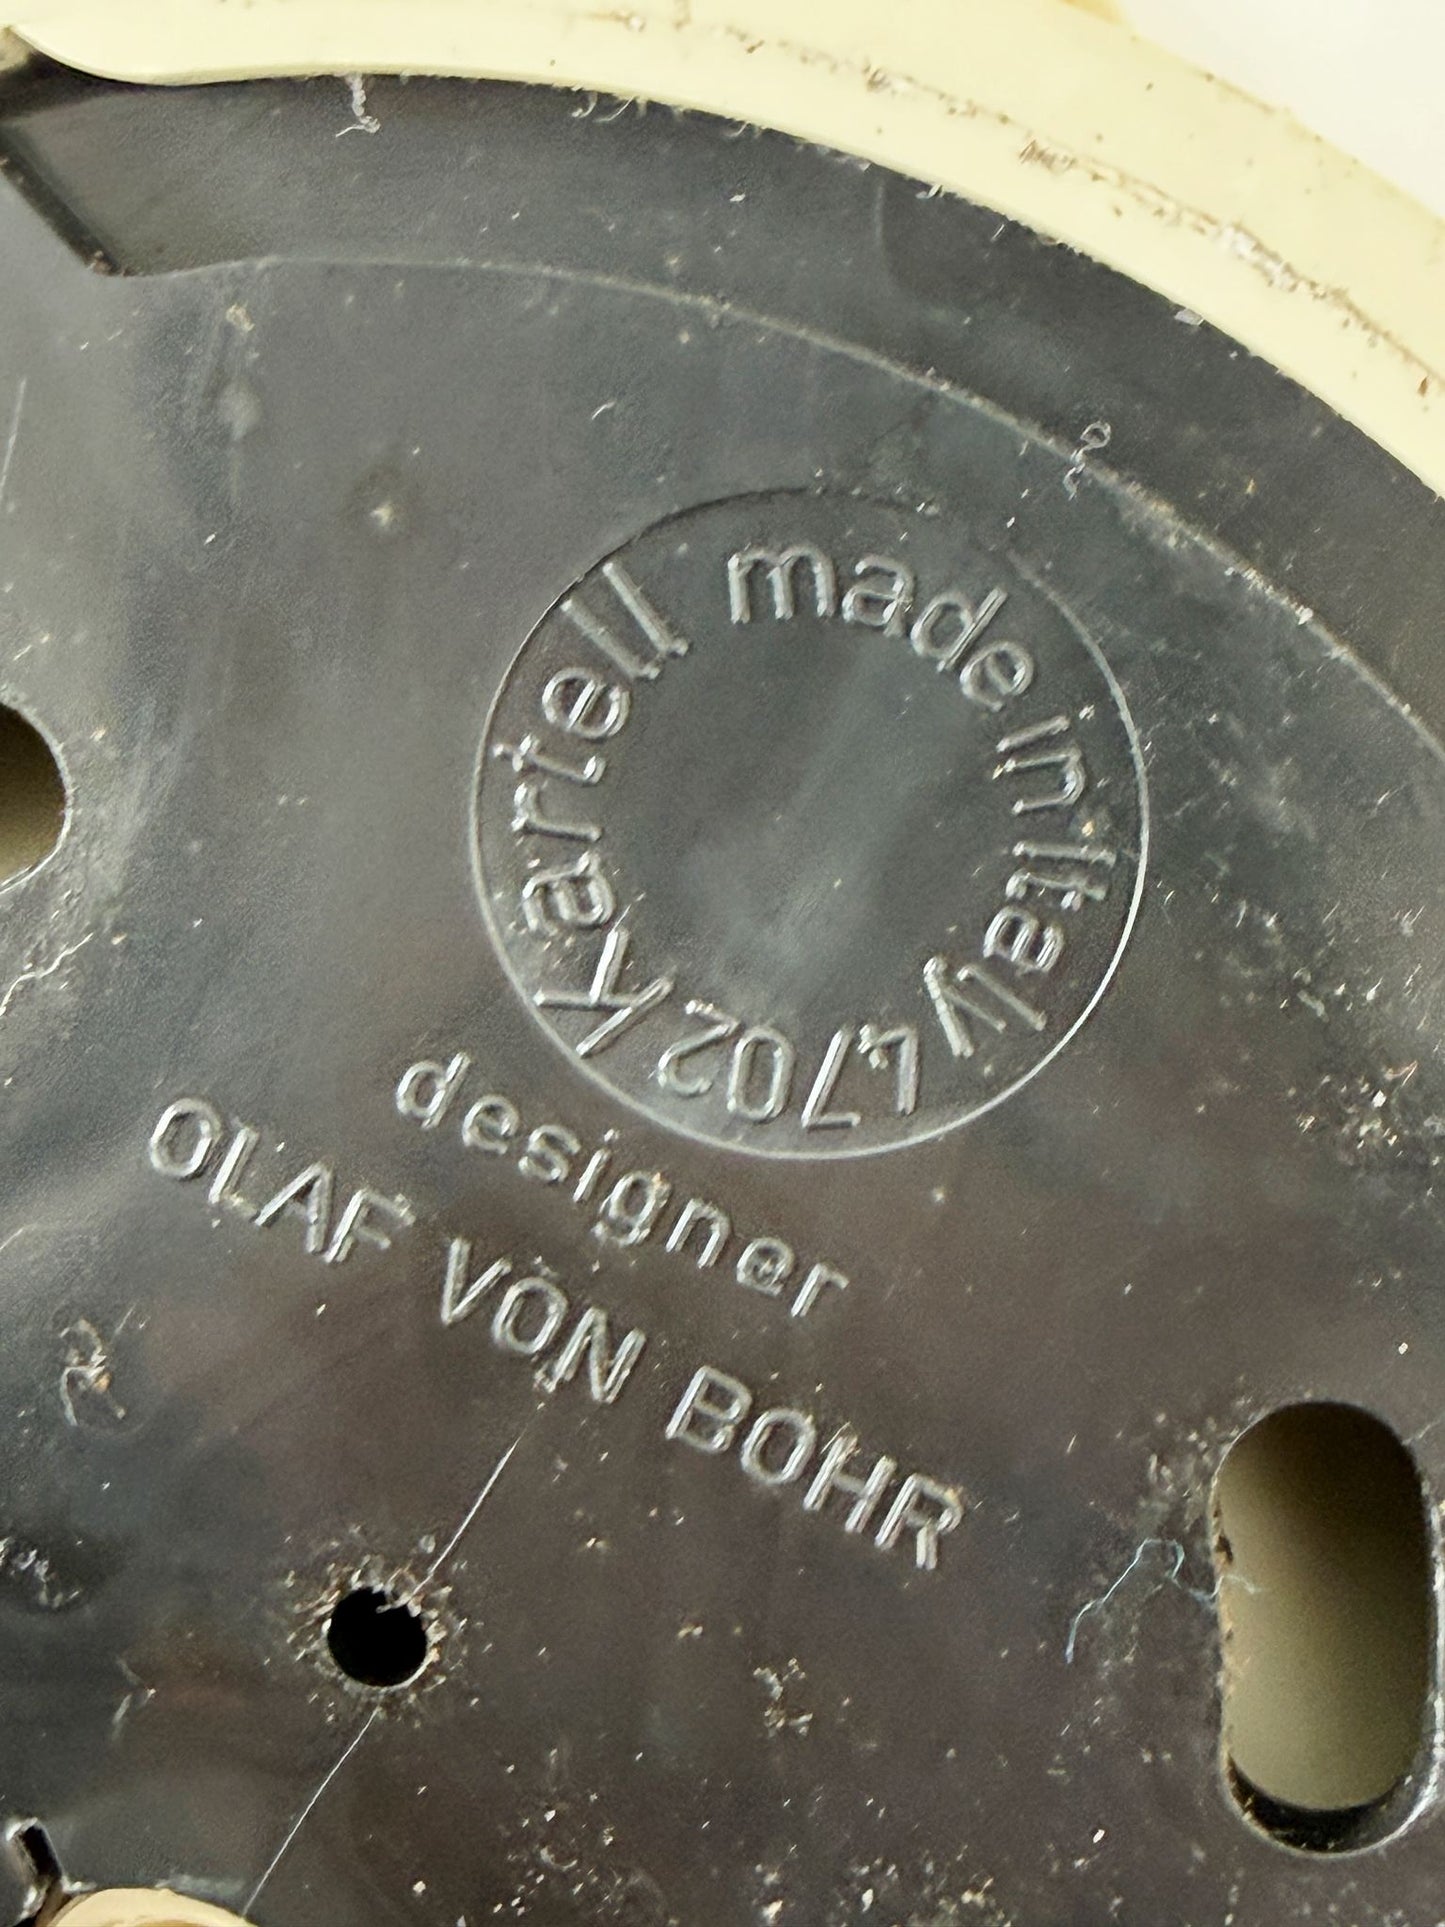 Kartell made in Italy 4702
designer
OLAF VON BOHR